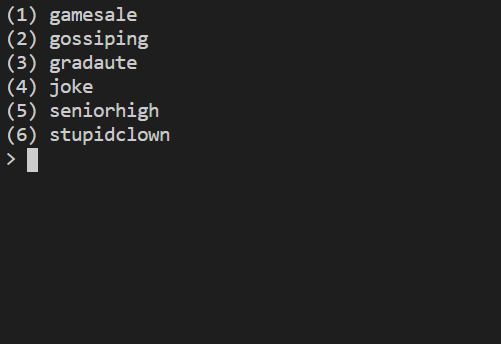 (1) gamesale
(2) gossiping
(3) gradaute
(4) joke
(5) seniorhigh
(6) stupidclown
>